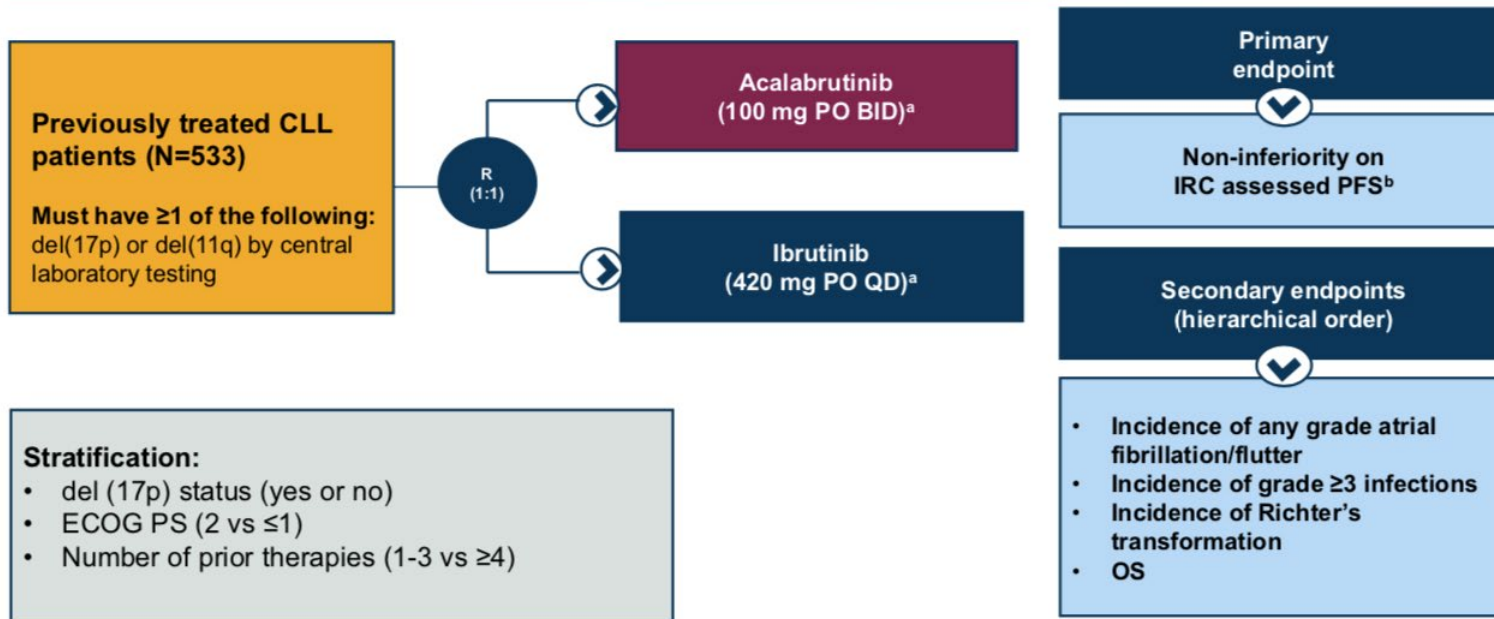 Previously treated CLL
patients (N=533)
Must have ≥1 of the following:
del(17p) or del(11q) by central
laboratory testing
R
(1:1)
Acalabrutinib
(100 mg PO BID)ᵃ
Ibrutinib
(420 mg PO QD)ᵃ
Stratification:
• del (17p) status (yes or no)
• ECOG PS (2 vs ≤1)
• Number of prior therapies (1-3 vs ≥4)
Primary
endpoint
Non-inferiority on
IRC assessed PFSᵇ
Secondary endpoints
(hierarchical order)
• Incidence of any grade atrial
fibrillation/flutter
• Incidence of grade ≥3 infections
• Incidence of Richter's
transformation
• OS